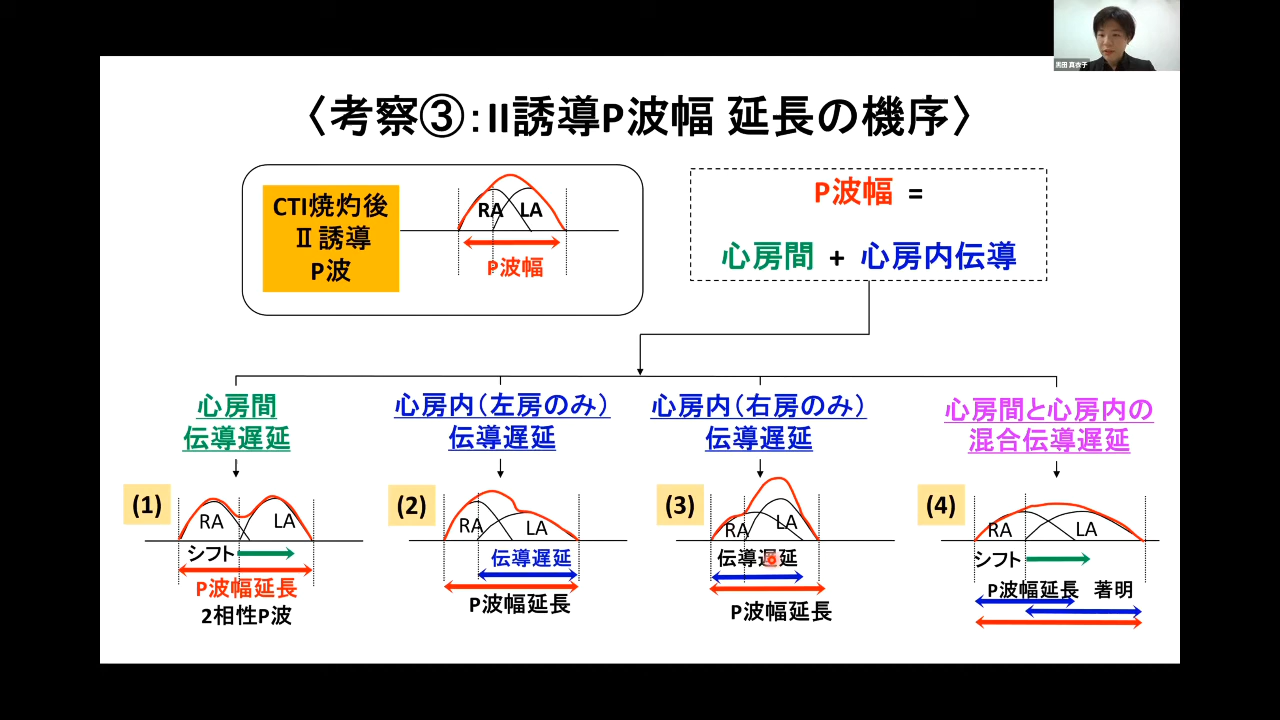 黒田 真衣子
〈考察③：II誘導P波幅 延長の機序〉
CTI焼灼後
Ⅱ誘導
P波
RA
LA
P波幅
P波幅 =
心房間 + 心房内伝導
心房間
伝導遅延
心房内（左房のみ）
伝導遅延
心房内（右房のみ）
伝導遅延
心房間と心房内の
混合伝導遅延
(1)
RA
LA
シフト
P波幅延長
2相性P波
(2)
RA
LA
伝導遅延
P波幅延長
(3)
RA
LA
伝導遅延
P波幅延長
(4)
RA
LA
シフト
P波幅延長 著明